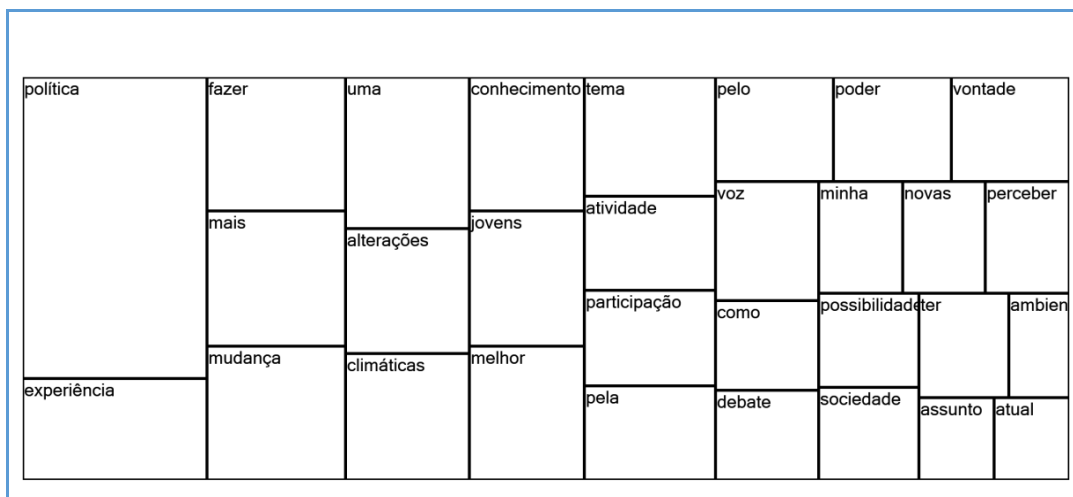 política
experiência
fazer
mais
mudança
uma
alterações
climáticas
conhecimento
jovens
melhor
tema
atividade
participação
pela
pelo
poder
vontade
voz
minha
novas
perceber
como
debate
possibilidade
sociedade
ter
ambien
assunto
atual